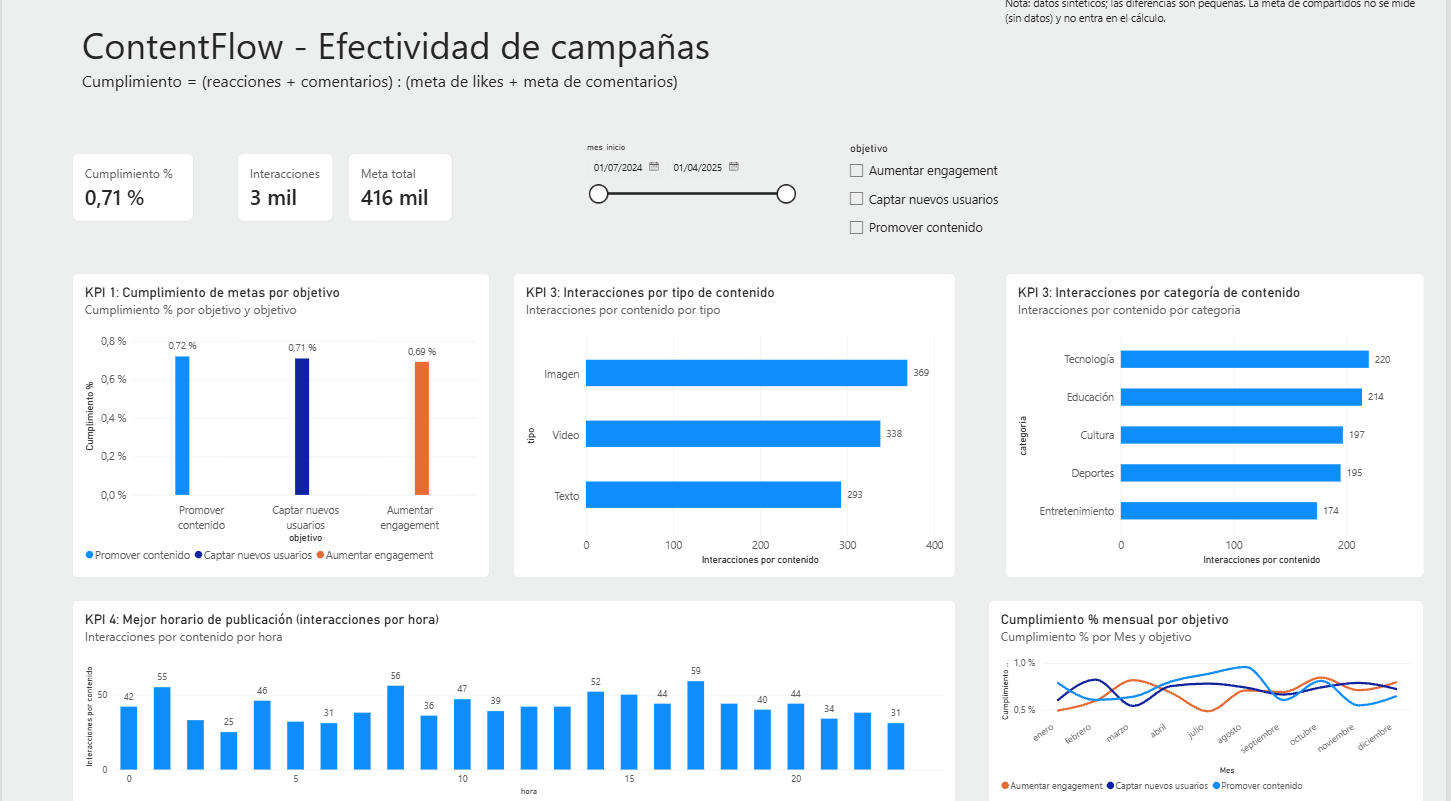 Nota: datos sintéticos; las diferencias son pequeñas. La meta de compartidos no se mide
(sin datos) y no entra en el cálculo.
ContentFlow - Efectividad de campañas
Cumplimiento = (reacciones + comentarios) : (meta de likes + meta de comentarios)
Cumplimiento %
0,71 %
Interacciones
3 mil
Meta total
416 mil
mes_inicio
01/07/2024
01/04/2025
objetivo
Aumentar engagement
Captar nuevos usuarios
Promover contenido
KPI 1: Cumplimiento de metas por objetivo
Cumplimiento % por objetivo y objetivo
Cumplimiento %
0,8 %
0,6 %
0,4 %
0,2 %
0,0 %
0,72 %
0,71 %
0,69 %
Promover
contenido
Captar nuevos
usuarios
Aumentar
engagement
objetivo
Promover contenido Captar nuevos usuarios Aumentar engagement
KPI 3: Interacciones por tipo de contenido
Interacciones por contenido por tipo
tipo
Imagen 369
Video 338
Texto 293
0 100 200 300 400
Interacciones por contenido
KPI 3: Interacciones por categoría de contenido
Interacciones por contenido por categoria
categoria
Tecnología 220
Educación 214
Cultura 197
Deportes 195
Entretenimiento 174
0 100 200
Interacciones por contenido
KPI 4: Mejor horario de publicación (interacciones por hora)
Interacciones por contenido por hora
Interacciones por contenido
50
0
42 55 25 46 31 56 36 47 39 52 44 59 40 44 34 31
0 5 10 15 20
hora
Cumplimiento % mensual por objetivo
Cumplimiento % por Mes y objetivo
Cumplimiento ...
1,0 %
0,5 %
enero febrero marzo abril julio agosto septiembre octubre noviembre diciembre
Mes
Aumentar engagement Captar nuevos usuarios Promover contenido